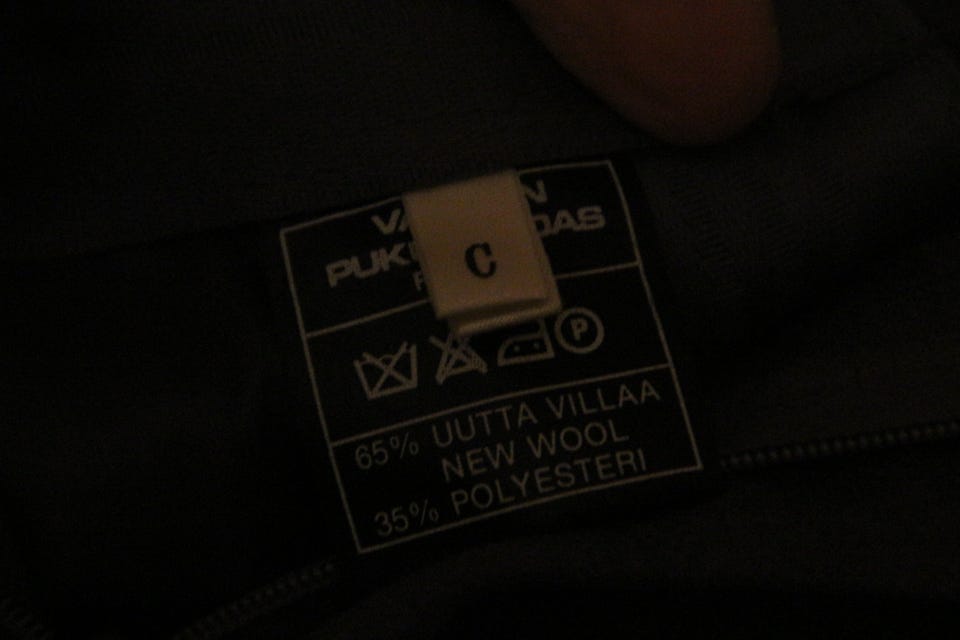 C
P
65% UUTTA VILLAA
NEW WOOL
35% POLYESTERI